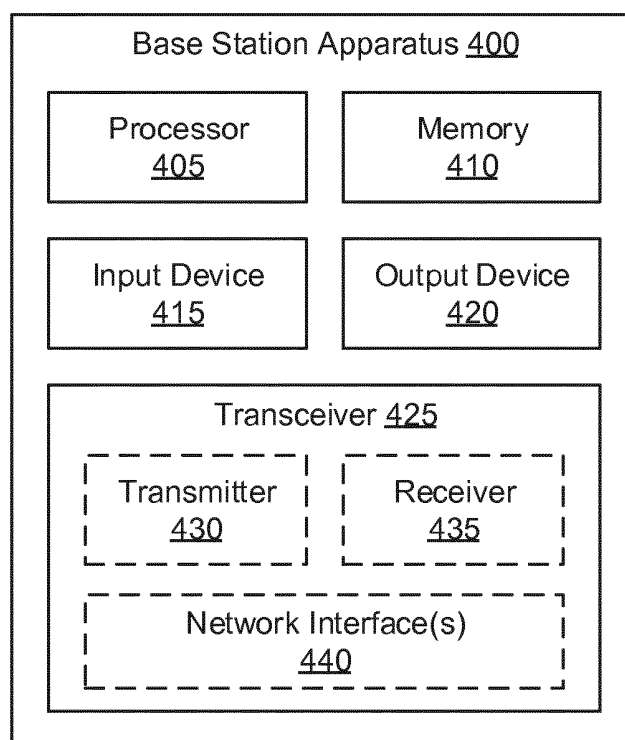 Base Station Apparatus 400
Processor
405
Memory
410
Input Device
415
Output Device
420
Transceiver 425
Transmitter
430
Receiver
435
Network Interface(s)
440